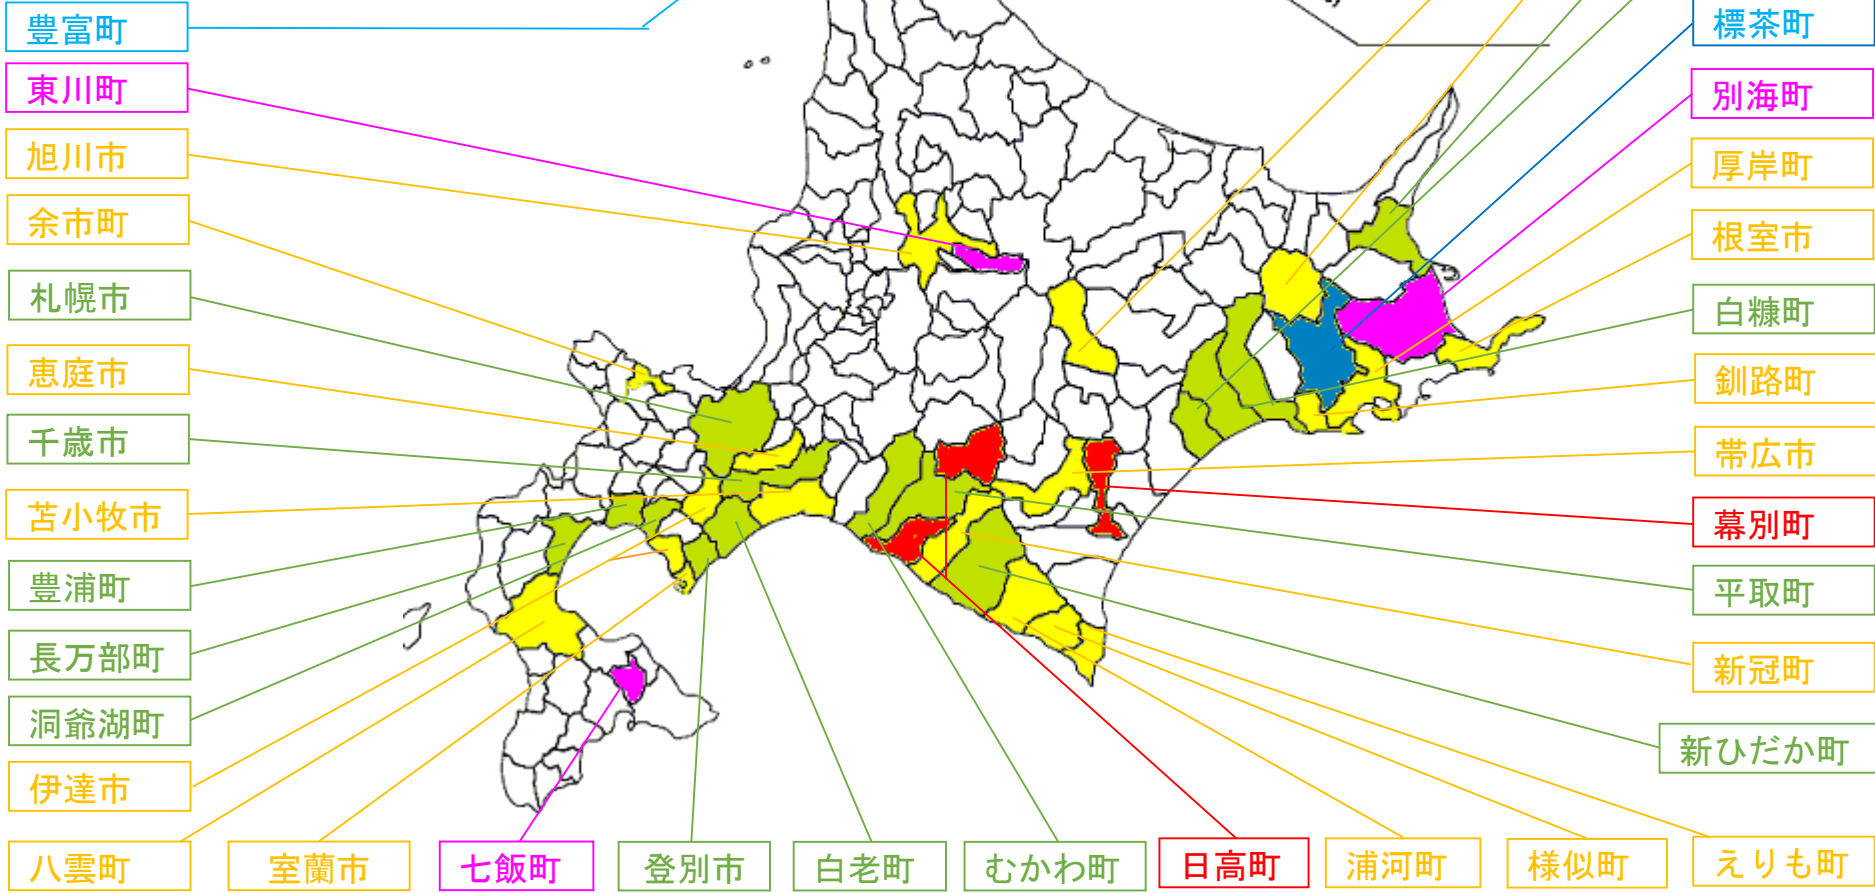 豊富町
東川町
旭川市
余市町
札幌市
恵庭市
千歳市
苫小牧市
豊浦町
長万部町
洞爺湖町
伊達市
八雲町
室蘭市
七飯町
登別市
白老町
むかわ町
日高町
浦河町
様似町
えりも町
標茶町
別海町
厚岸町
根室市
白糠町
釧路町
帯広市
幕別町
平取町
新冠町
新ひだか町